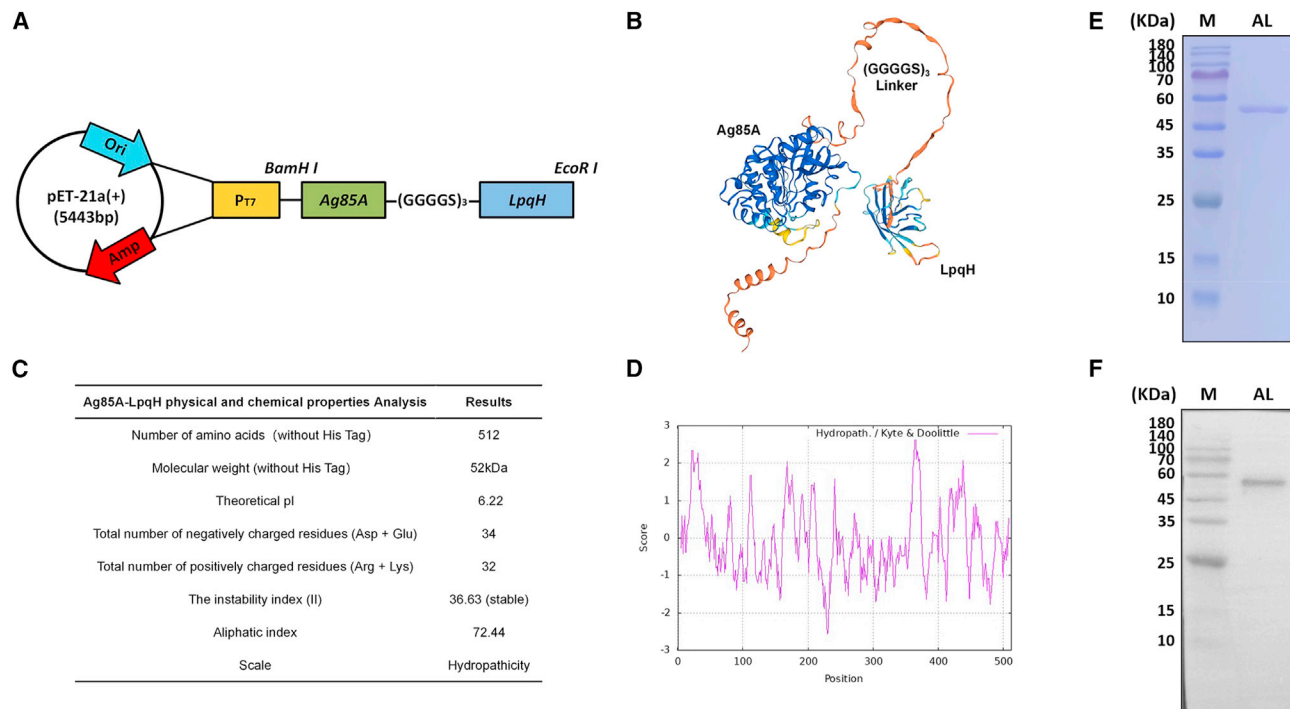 A
Ori
pET-21a(+)
(5443bp)
Amp
PT7
BamH I
Ag85A
(GGGGS)3
LpqH
EcoR I
B
(GGGGS)3
Linker
Ag85A
LpqH
C
Ag85A-LpqH physical and chemical properties Analysis Results
Number of amino acids (without His Tag) 512
Molecular weight (without His Tag) 52kDa
Theoretical pI 6.22
Total number of negatively charged residues (Asp + Glu) 34
Total number of positively charged residues (Arg + Lys) 32
The instability index (II) 36.63 (stable)
Aliphatic index 72.44
Scale Hydropathicity
D
Hydropath. / Kyte & Doolittle
Score
3
2
1
0
-1
-2
-3
0 100 200 300 400 500
Position
E
(KDa) M AL
180
140
100
70
60
45
35
25
15
10
F
(KDa) M AL
180
140
100
70
60
45
35
25
15
10